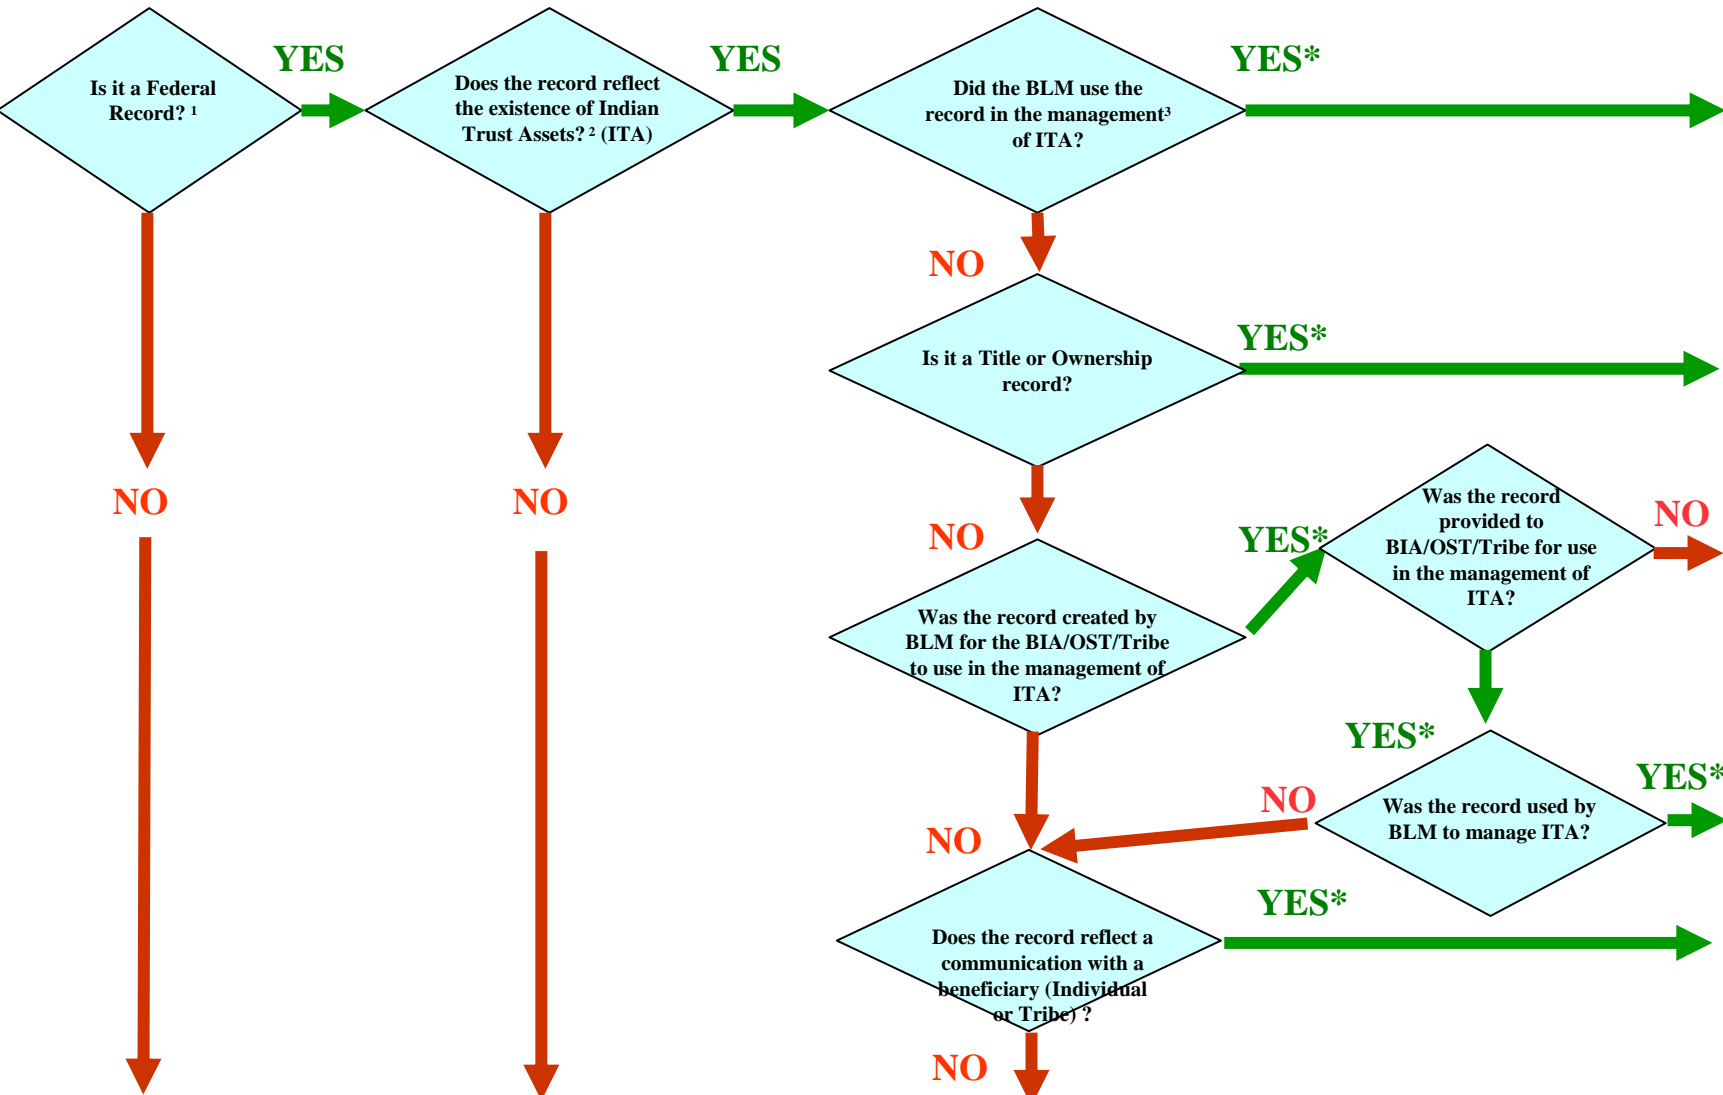 Is it a Federal
Record? ¹
YES
Does the record reflect
the existence of Indian
Trust Assets? ² (ITA)
YES
Did the BLM use the
record in the management³
of ITA?
YES*
NO
Is it a Title or Ownership
record?
YES*
NO
NO
NO
Was the record created by
BLM for the BIA/OST/Tribe
to use in the management of
ITA?
YES*
Was the record
provided to
BIA/OST/Tribe for use
in the management of
ITA?
NO
YES*
Was the record used by
BLM to manage ITA?
YES*
NO
NO
Does the record reflect a
communication with a
beneficiary (Individual
or Tribe) ?
YES*
NO